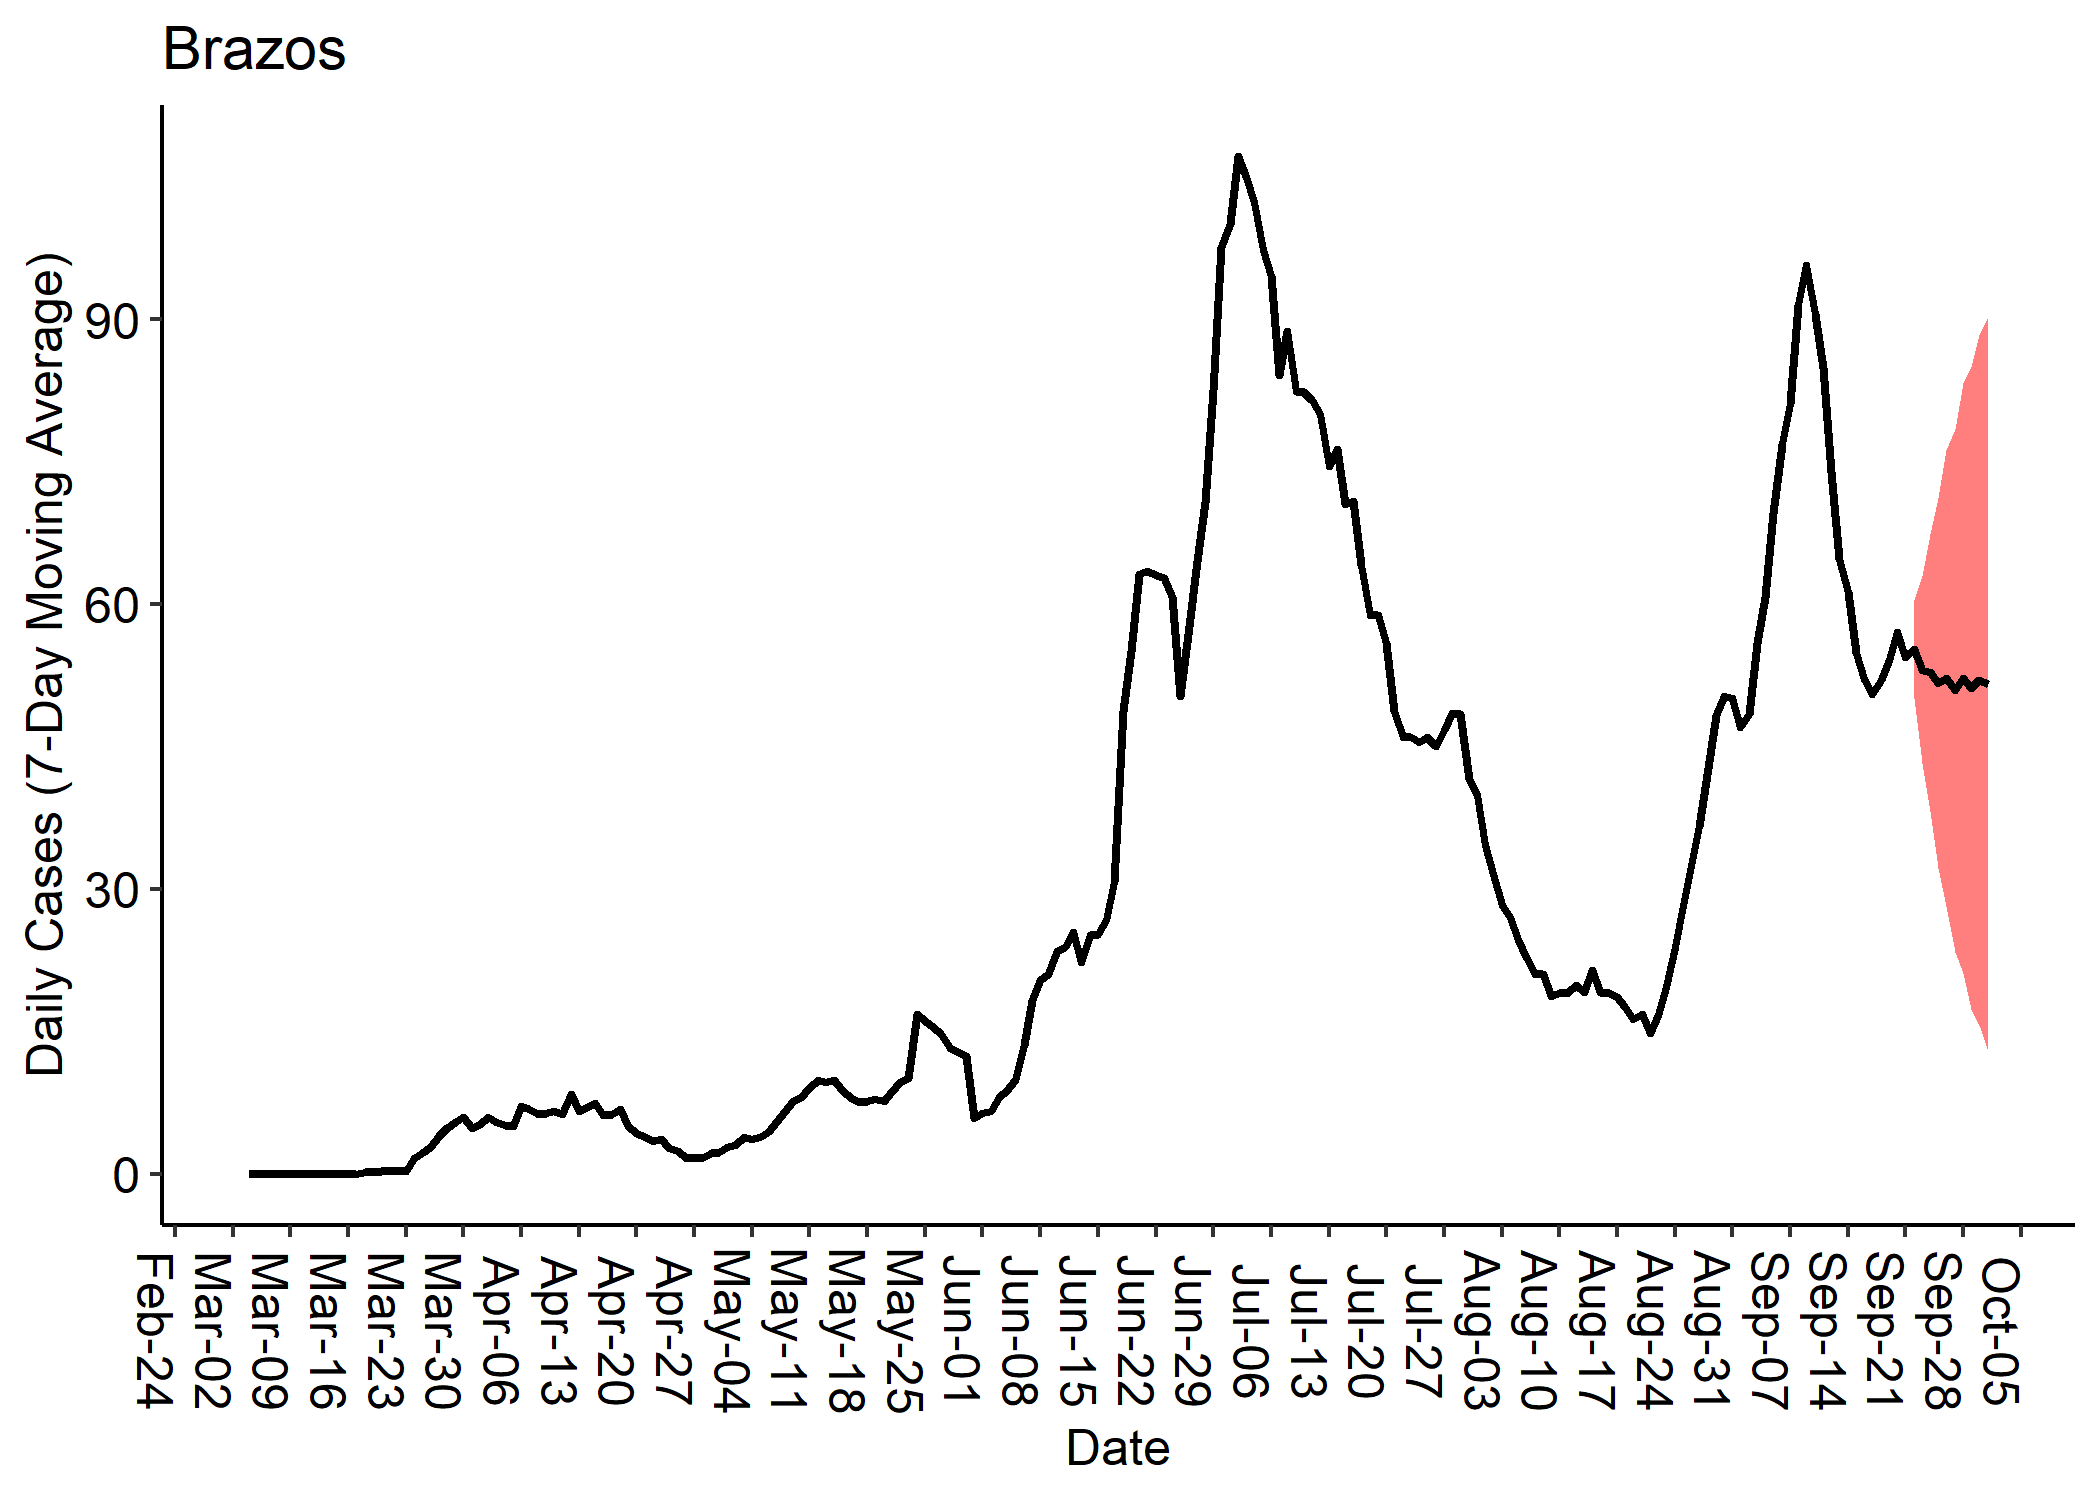 Brazos
Daily Cases (7-Day Moving Average)
90
60
30
0
Feb-24
Mar-02
Mar-09
Mar-16
Mar-23
Mar-30
Apr-06
Apr-13
Apr-20
Apr-27
May-04
May-11
May-18
May-25
Jun-01
Jun-08
Jun-15
Jun-22
Jun-29
Jul-06
Jul-13
Jul-20
Jul-27
Aug-03
Aug-10
Aug-17
Aug-24
Aug-31
Sep-07
Sep-14
Sep-21
Sep-28
Oct-05
Date